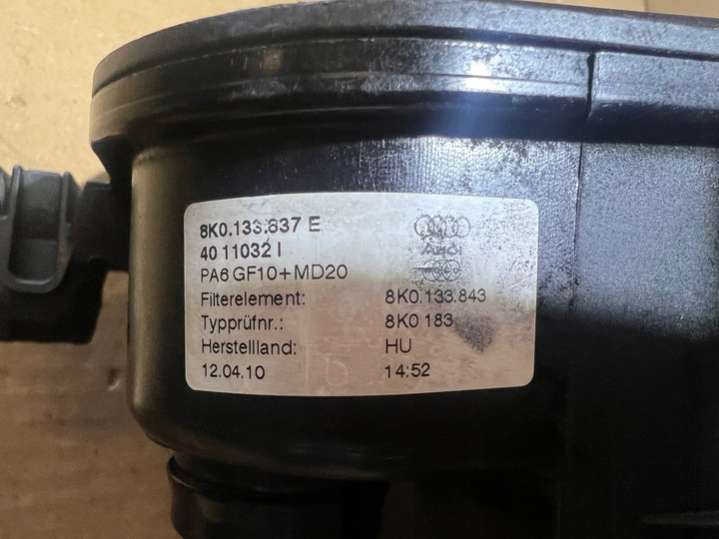 8K0.133.837 E
40 11032 I
Audi
PA6 GF10+MD20
Filterelement: 8K0.133.843
Typprüfnr.: 8K0 183
Herstellland: HU
12.04.10 14:52